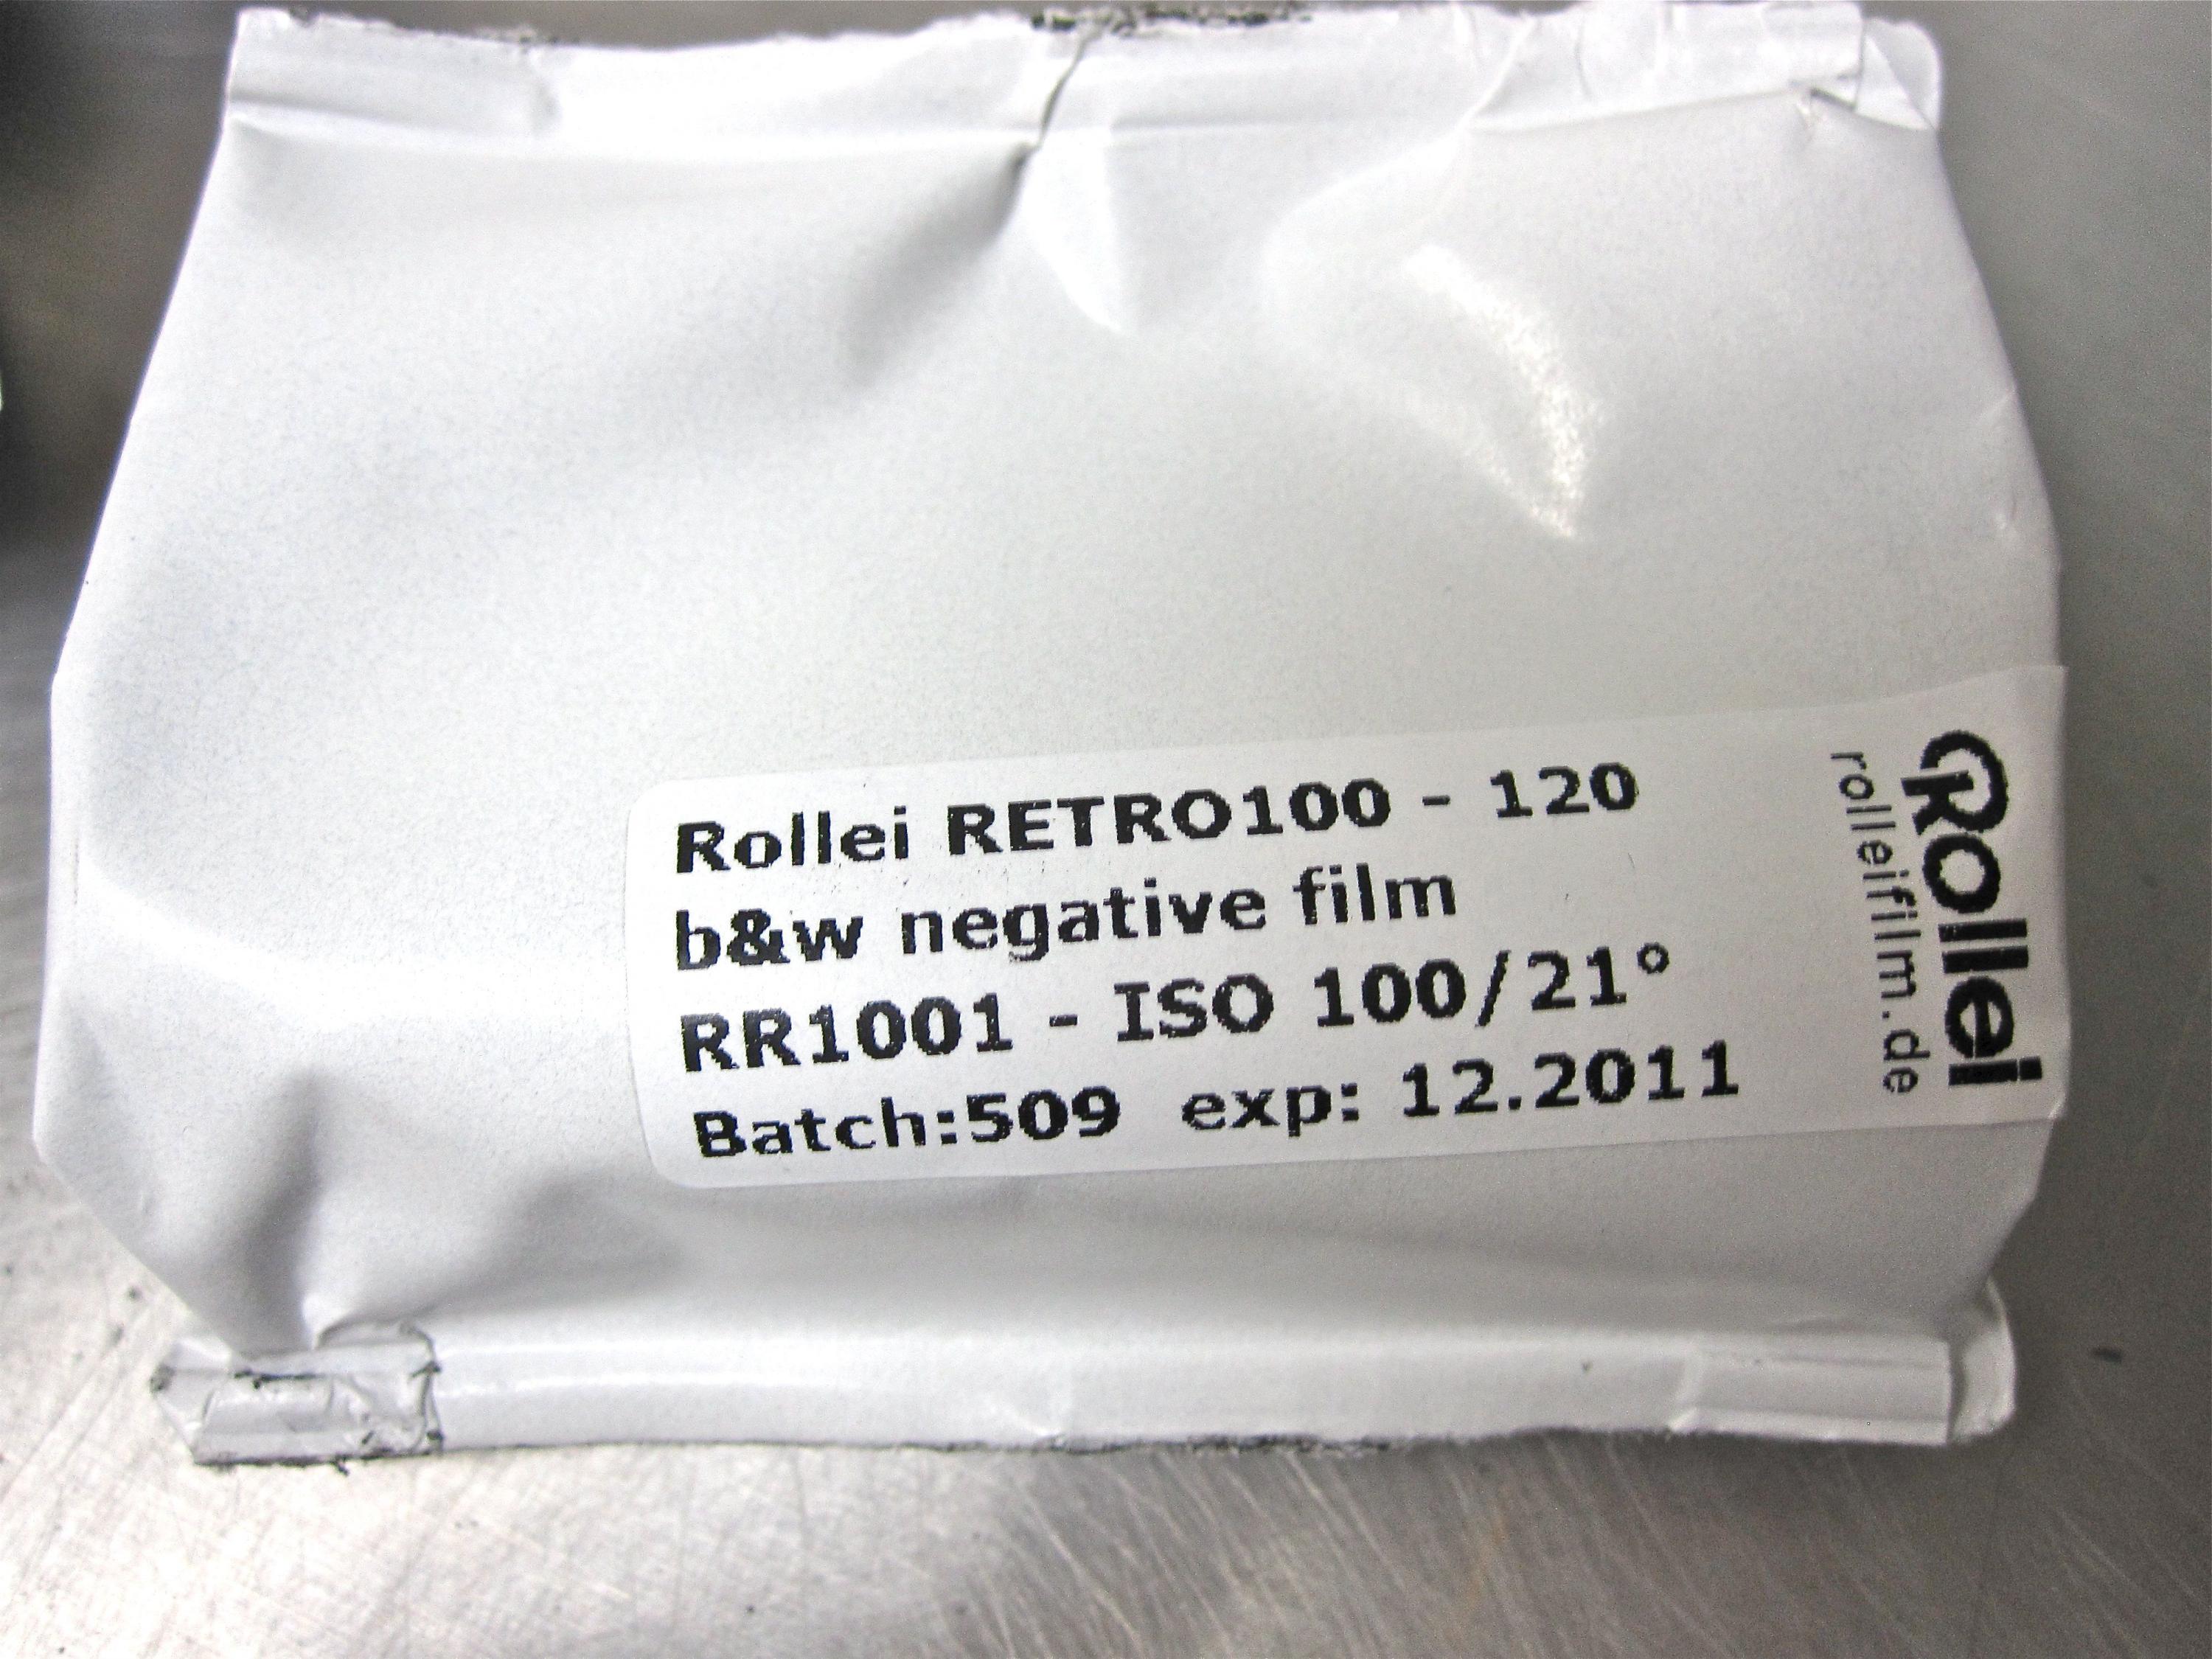 Rollei RETRO100 - 120
b&w negative film
RR1001 - ISO 100/21°
Batch:509 exp: 12.2011
Rollei
rolleifilm.de